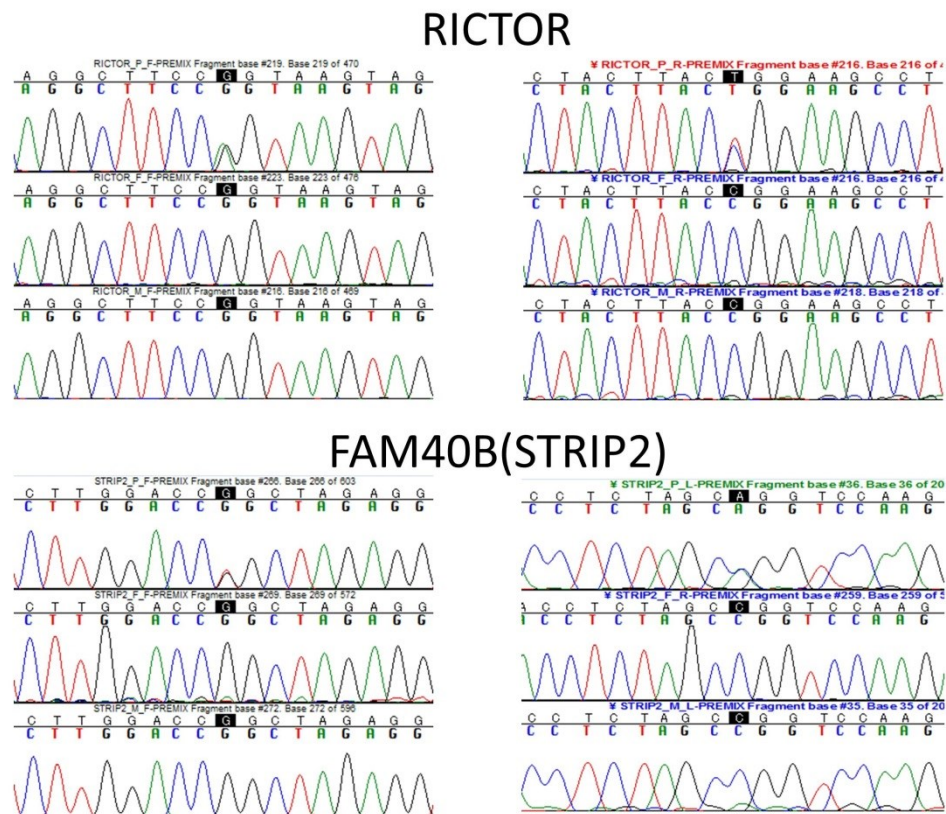 RICTOR
RICTOR_P_F-PREMIX Fragment base #219. Base 219 of 470
A G G C T T C C G G T A A G T A G
A G G C T T C C G G T A A G T A G
RICTOR_F_F-PREMIX Fragment base #223. Base 223 of 476
A G G C T T C C G G T A A G T A G
A G G C T T C C G G T A A G T A G
RICTOR_M_F-PREMIX Fragment base #216. Base 216 of 469
A G G C T T C C G G T A A G T A G
A G G C T T C C G G T A A G T A G
¥ RICTOR_P_R-PREMIX Fragment base #216. Base 216 of 4
C T A C T T A C T G G A A G C C T
C T A C T T A C T G G A A G C C T
¥ RICTOR_F_R-PREMIX Fragment base #216. Base 216 of 4
C T A C T T A C C G G A A G C C T
C T A C T T A C C G G A A G C C T
¥ RICTOR_M_R-PREMIX Fragment base #218. Base 218 of
C T A C T T A C C G G A A G C C T
C T A C T T A C C G G A A G C C T
FAM40B(STRIP2)
STRIP2_P_F-PREMIX Fragment base #266. Base 266 of 603
C T T G G A C C G G C T A G A G G
C T T G G A C C G G C T A G A G G
STRIP2_F_F-PREMIX Fragment base #269. Base 269 of 572
C T T G G A C C G G C T A G A G G
C T T G G A C C G G C T A G A G G
STRIP2_M_F-PREMIX Fragment base #272. Base 272 of 596
C T T G G A C C G G C T A G A G G
C T T G G A C C G G C T A G A G G
¥ STRIP2_P_L-PREMIX Fragment base #36. Base 36 of 20
C C T C T A G C A G G T C C A A G
C C T C T A G C A G G T C C A A G
¥ STRIP2_F_R-PREMIX Fragment base #259. Base 259 of 5
A C C T C T A G C C G G T C C A A G
A C C T C T A G C C G G T C C A A G
¥ STRIP2_M_L-PREMIX Fragment base #35. Base 35 of 20
C C T C T A G C C G G T C C A A G
C C T C T A G C C G G T C C A A G